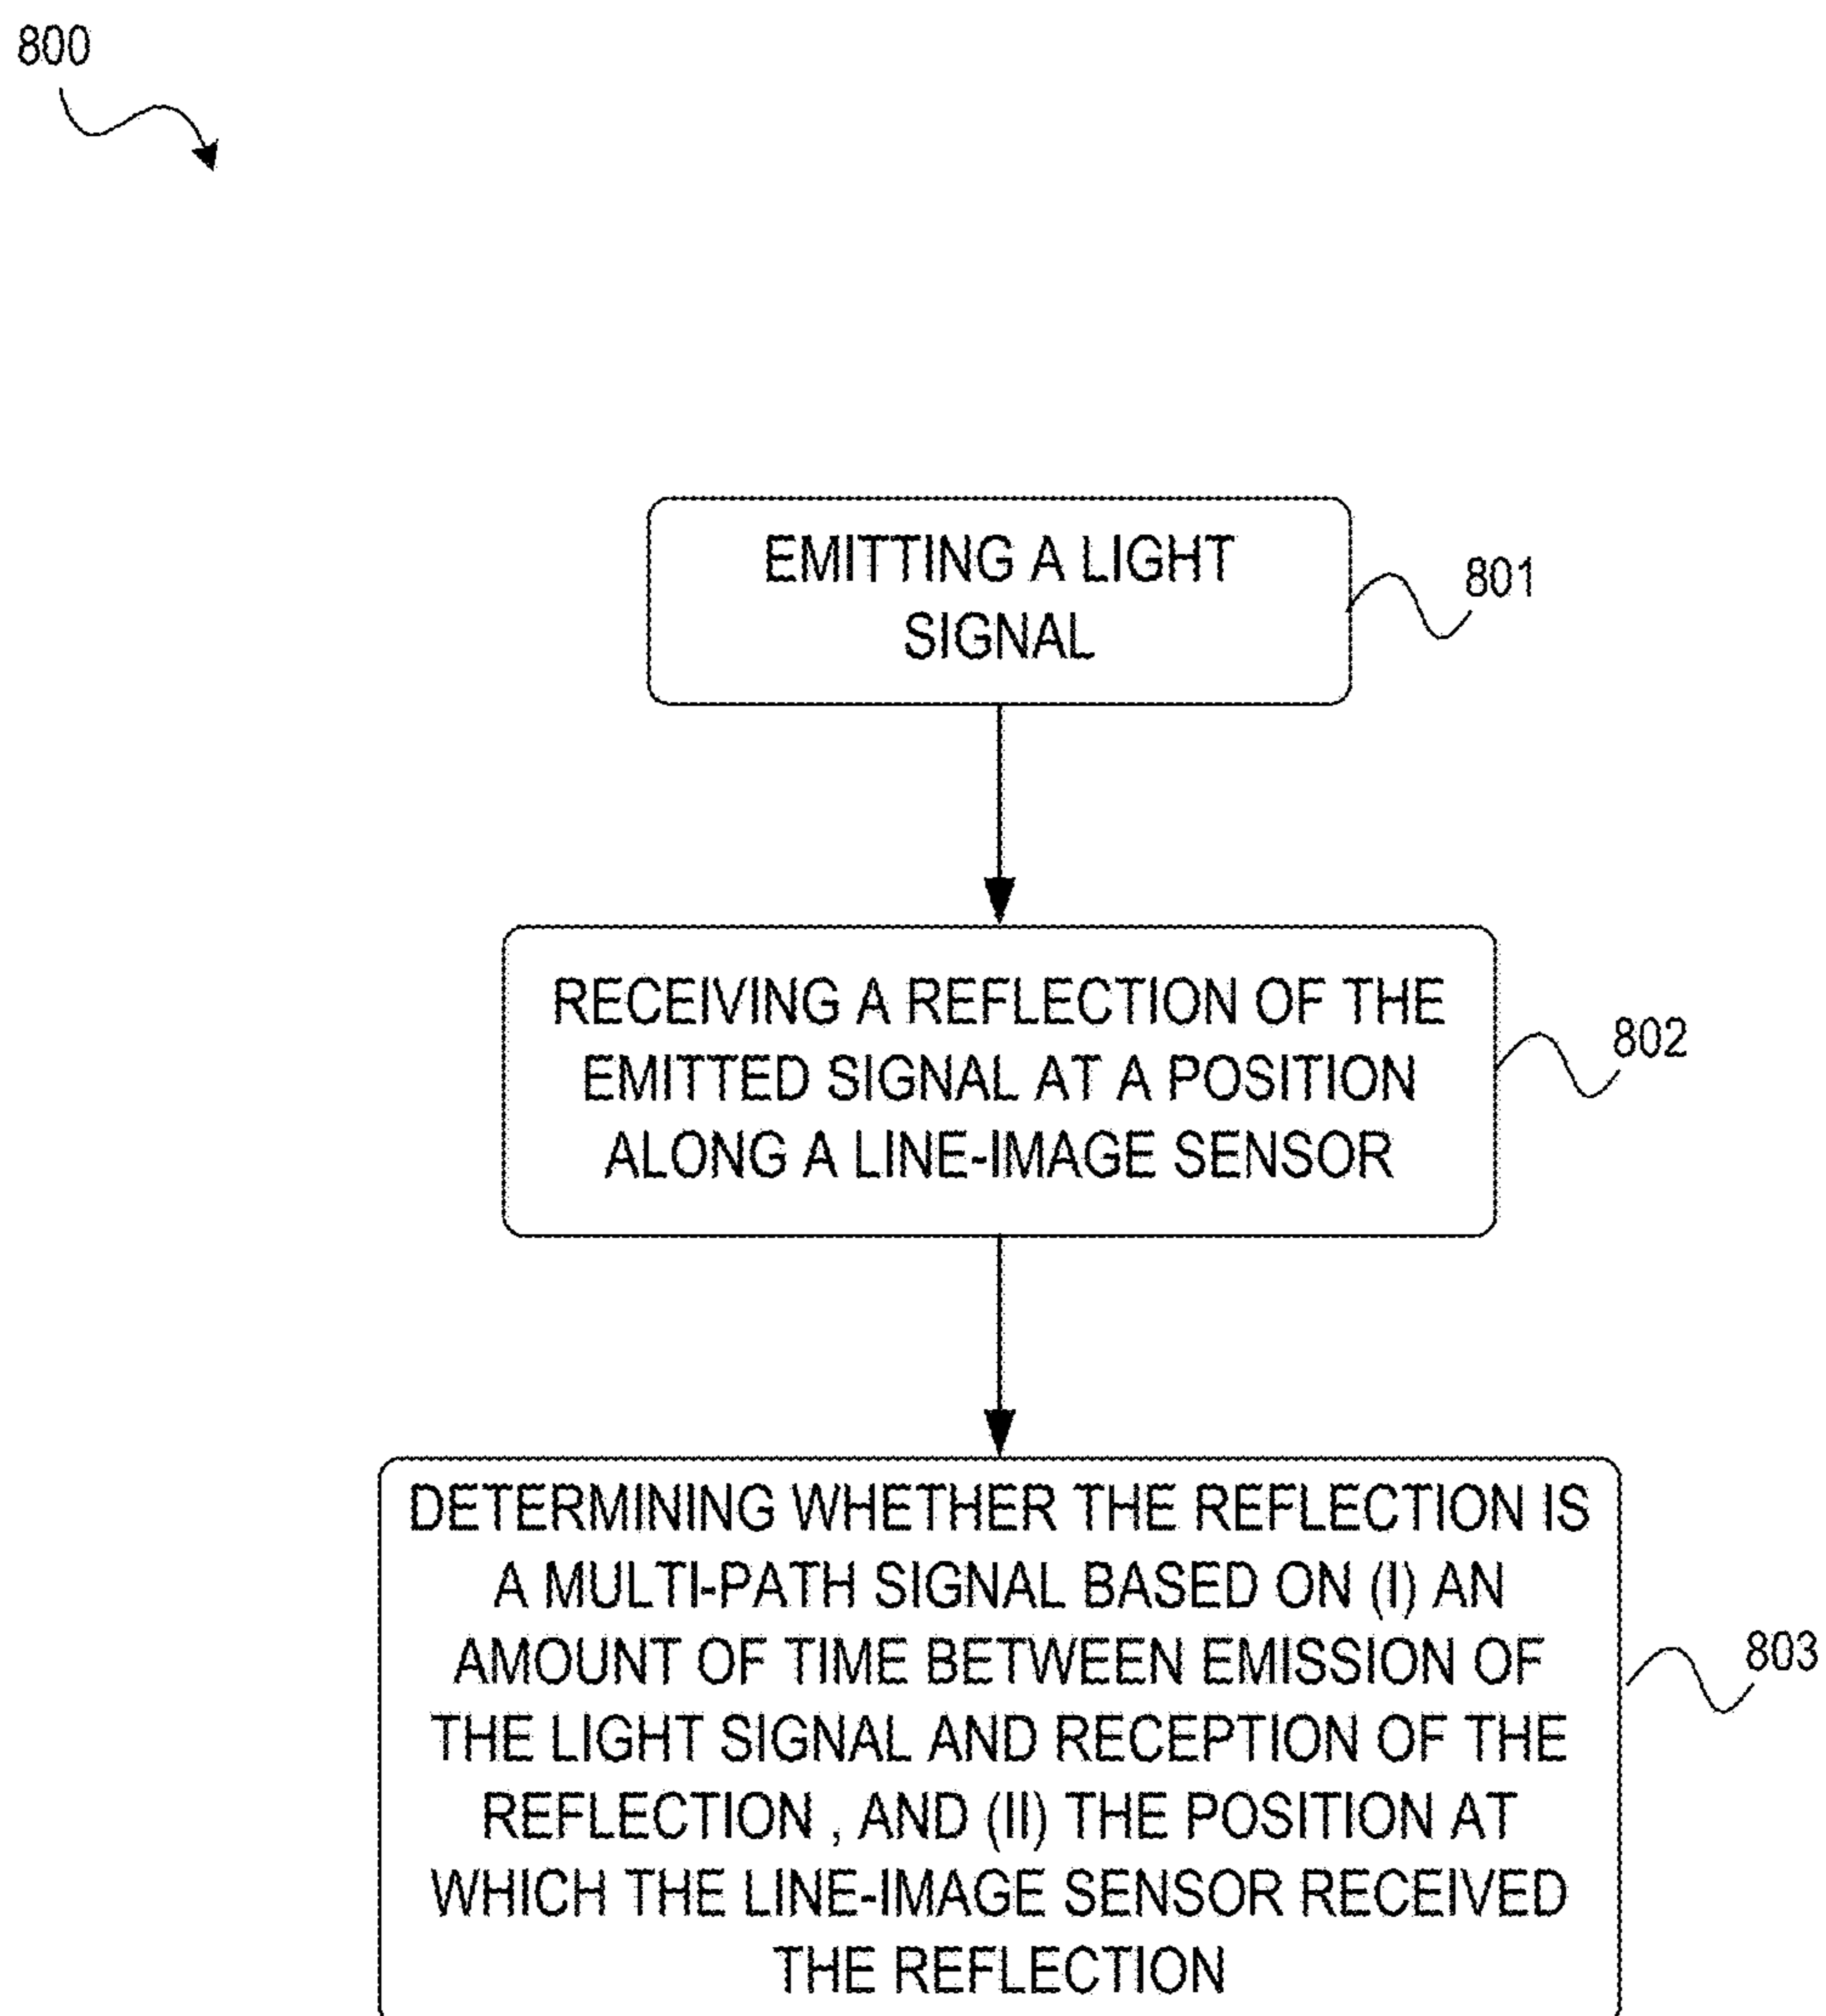 800
EMITTING A LIGHT
SIGNAL
801
RECEIVING A REFLECTION OF THE
EMITTED SIGNAL AT A POSITION
ALONG A LINE-IMAGE SENSOR
802
DETERMINING WHETHER THE REFLECTION IS
A MULTI-PATH SIGNAL BASED ON (I) AN
AMOUNT OF TIME BETWEEN EMISSION OF
THE LIGHT SIGNAL AND RECEPTION OF THE
REFLECTION , AND (II) THE POSITION AT
WHICH THE LINE-IMAGE SENSOR RECEIVED
THE REFLECTION
803